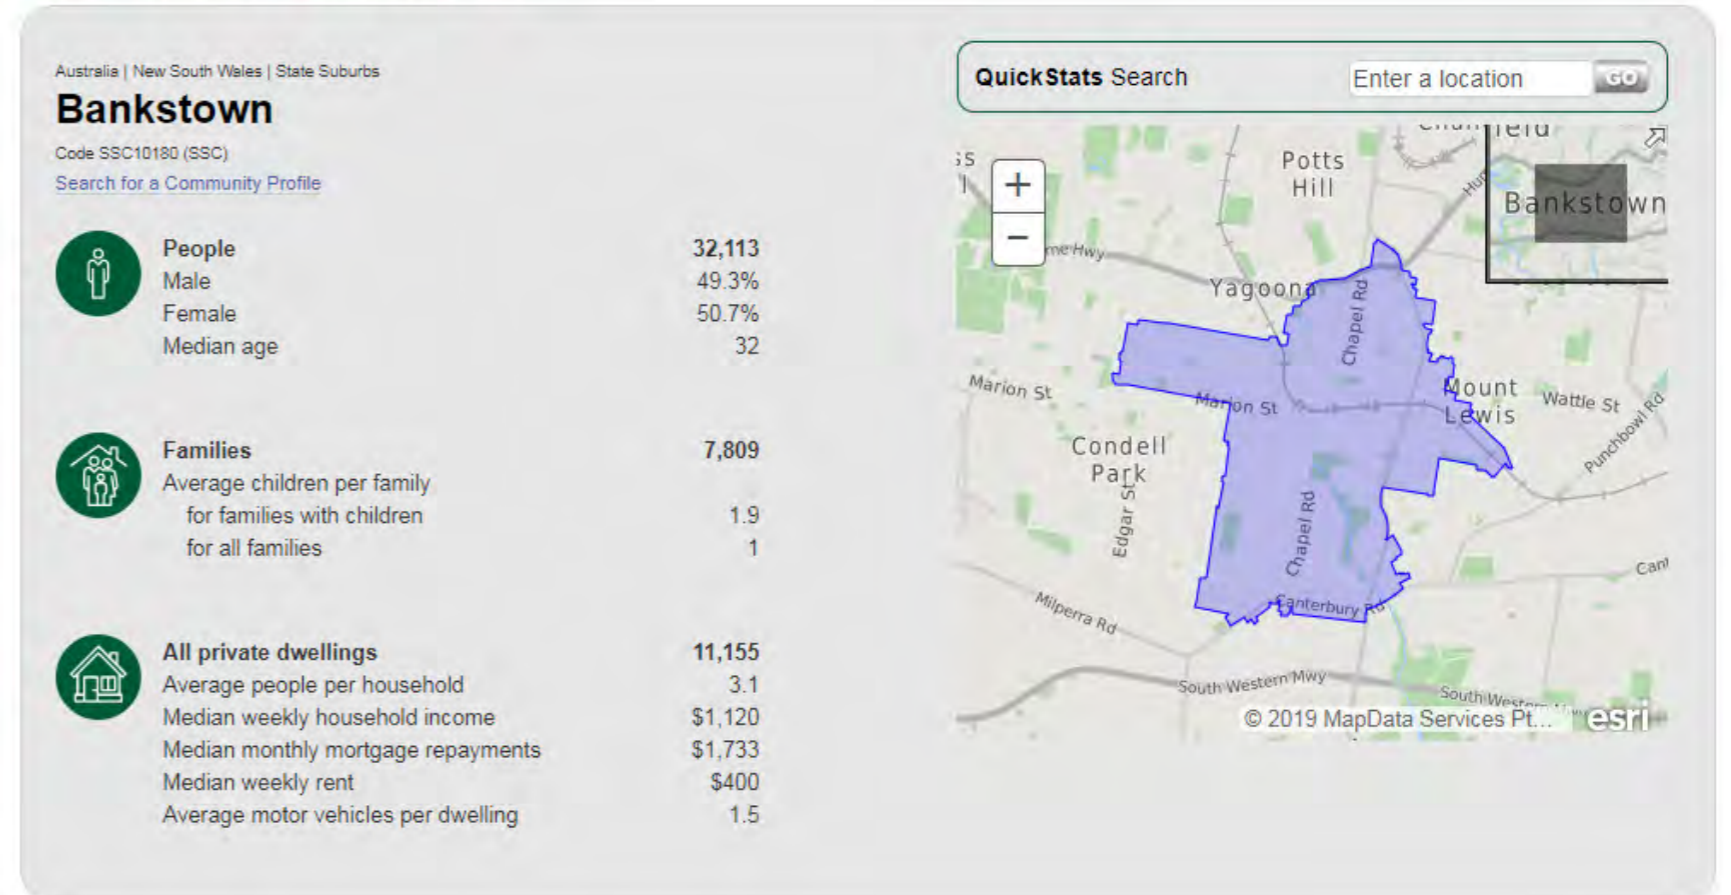 Australia | New South Wales | State Suburbs
Bankstown
Code SSC10180 (SSC)
Search for a Community Profile
People 32,113
Male 49.3%
Female 50.7%
Median age 32
Families 7,809
Average children per family
for families with children 1.9
for all families 1
All private dwellings 11,155
Average people per household 3.1
Median weekly household income $1,120
Median monthly mortgage repayments $1,733
Median weekly rent $400
Average motor vehicles per dwelling 1.5
QuickStats Search Enter a location GO
Potts
Hill
Bankstown
+
−
Hwy
Yagoona
Chapel Rd
Marion St
Marion St
Mount
Lewis
Wattle St
Punchbowl Rd
Condell
Park
Edgar St
Chapel Rd
Canterbury Rd
Milperra Rd
South Western Mwy
South Western
© 2019 MapData Services Pt... esri